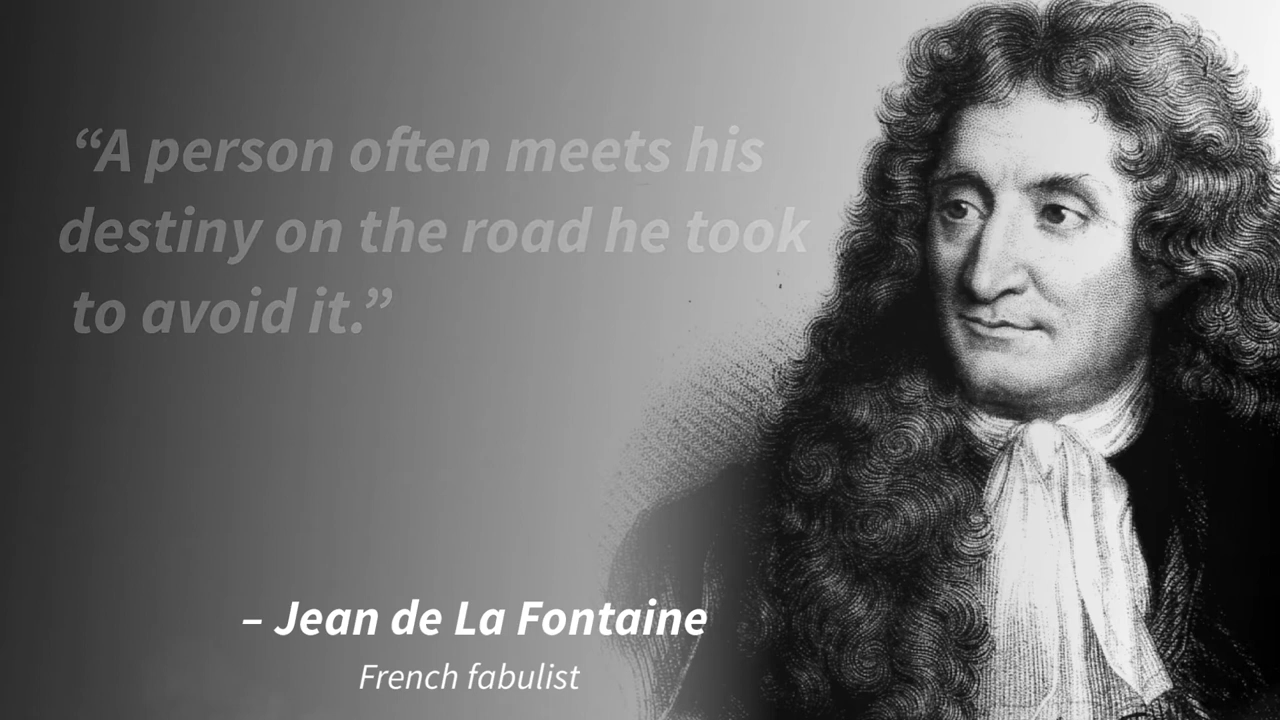 “A person often meets his
destiny on the road he took
to avoid it.”
– Jean de La Fontaine
French fabulist